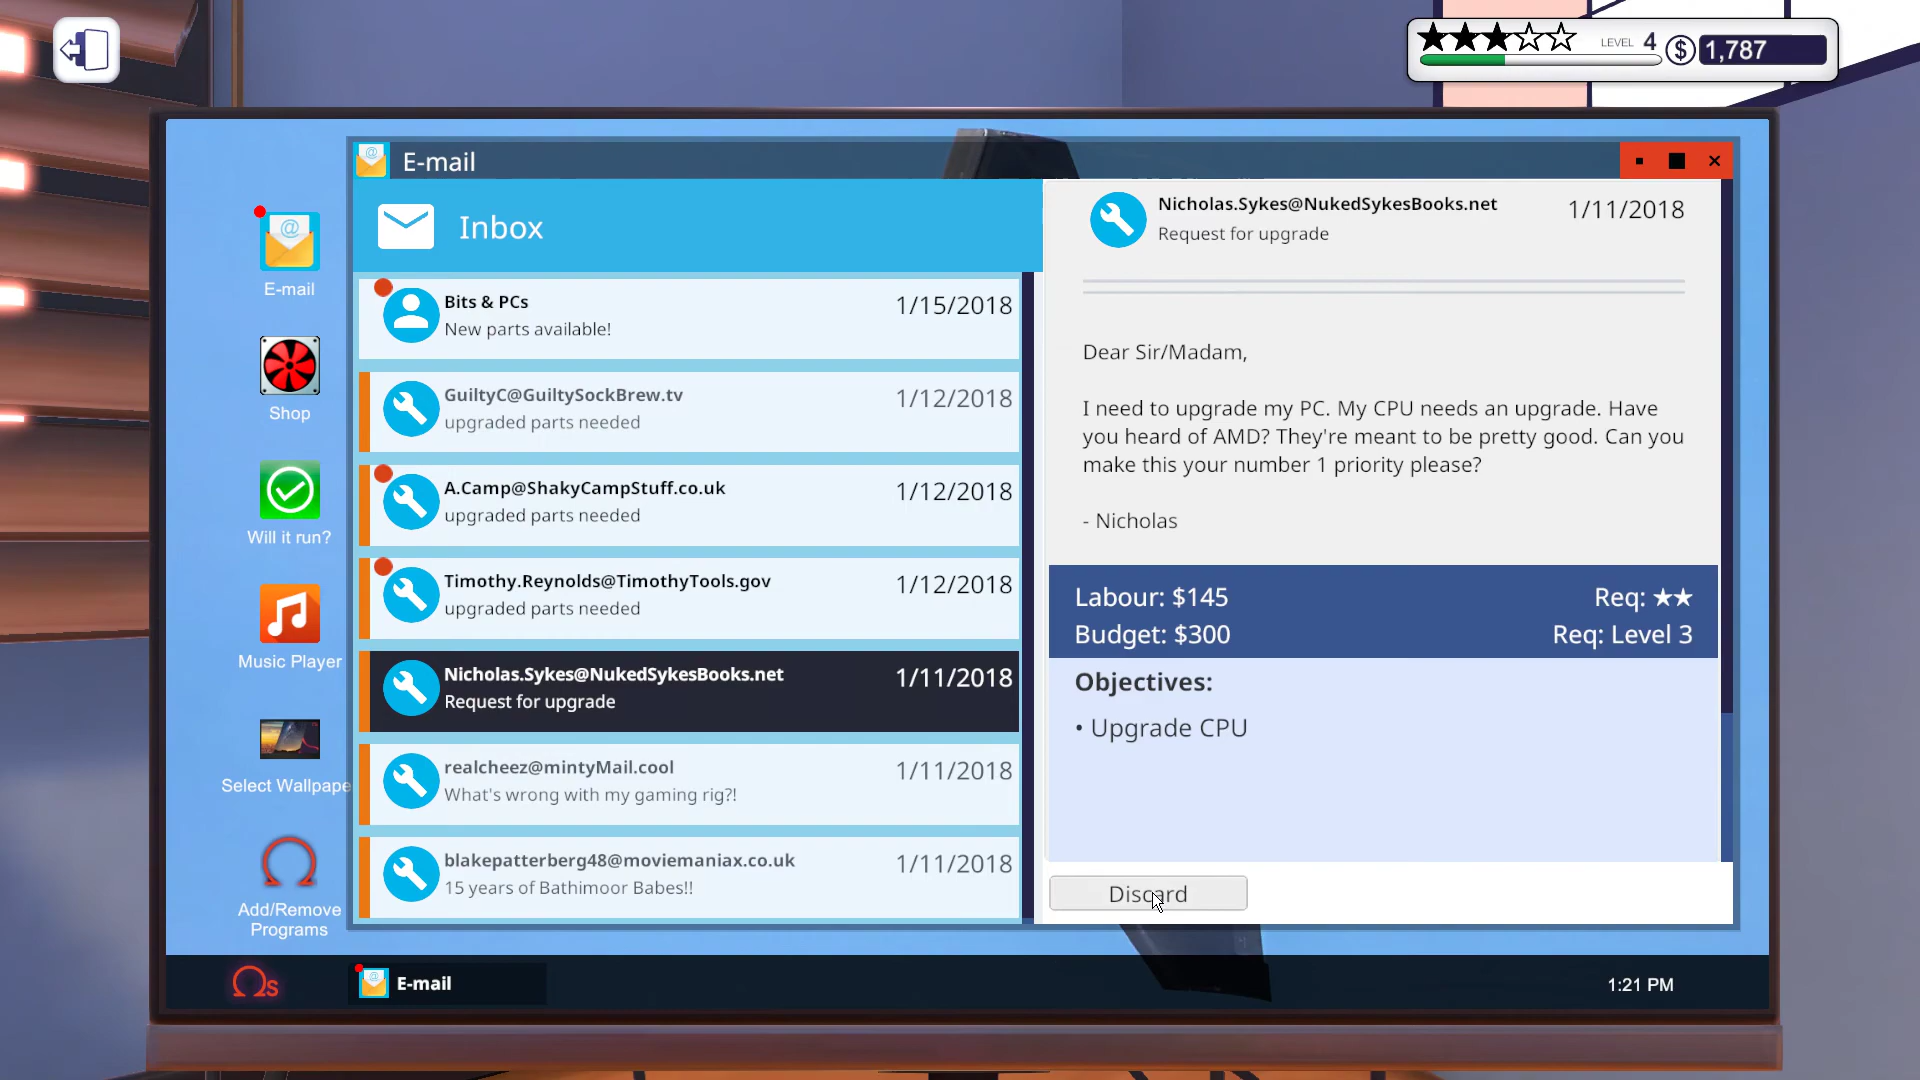 LEVEL 4 $ 1,787
E-mail
Inbox
Bits & PCs 1/15/2018
New parts available!
GuiltyC@GuiltySockBrew.tv 1/12/2018
upgraded parts needed
A.Camp@ShakyCampStuff.co.uk 1/12/2018
upgraded parts needed
Timothy.Reynolds@TimothyTools.gov 1/12/2018
upgraded parts needed
Nicholas.Sykes@NukedSykesBooks.net 1/11/2018
Request for upgrade
realcheez@mintyMail.cool 1/11/2018
What's wrong with my gaming rig?!
blakepatterberg48@moviemaniax.co.uk 1/11/2018
15 years of Bathimoor Babes!!
Nicholas.Sykes@NukedSykesBooks.net 1/11/2018
Request for upgrade
Dear Sir/Madam,
I need to upgrade my PC. My CPU needs an upgrade. Have
you heard of AMD? They're meant to be pretty good. Can you
make this your number 1 priority please?
- Nicholas
Labour: $145 Req: ★★
Budget: $300 Req: Level 3
Objectives:
• Upgrade CPU
Discard
E-mail
Shop
Will it run?
Music Player
Select Wallpape
Add/Remove
Programs
Ωs
E-mail
1:21 PM